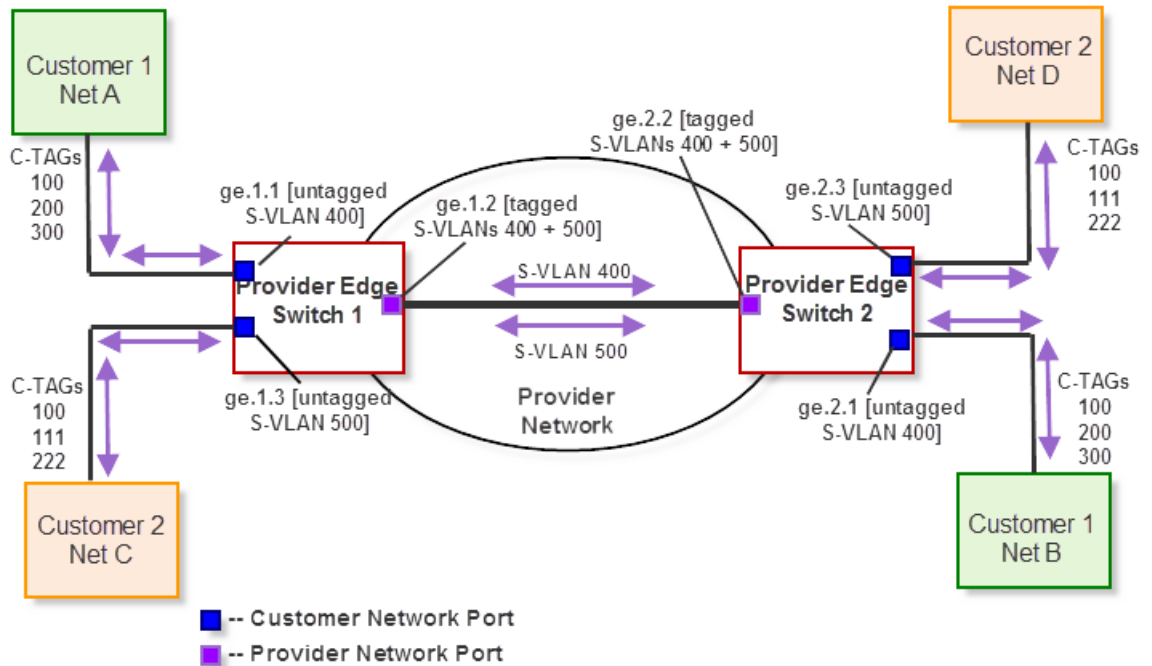 Customer 1
Net A
Customer 2
Net D
C-TAGs
100
200
300
ge.1.1 [untagged
S-VLAN 400]
ge.1.2 [tagged
S-VLANs 400 + 500]
ge.2.2 [tagged
S-VLANs 400 + 500]
ge.2.3 [untagged
S-VLAN 500]
C-TAGs
100
111
222
Provider Edge
Switch 1
S-VLAN 400
S-VLAN 500
Provider Edge
Switch 2
C-TAGs
100
111
222
ge.1.3 [untagged
S-VLAN 500]
Provider
Network
ge.2.1 [untagged
S-VLAN 400]
C-TAGs
100
200
300
Customer 2
Net C
Customer 1
Net B
-- Customer Network Port
-- Provider Network Port